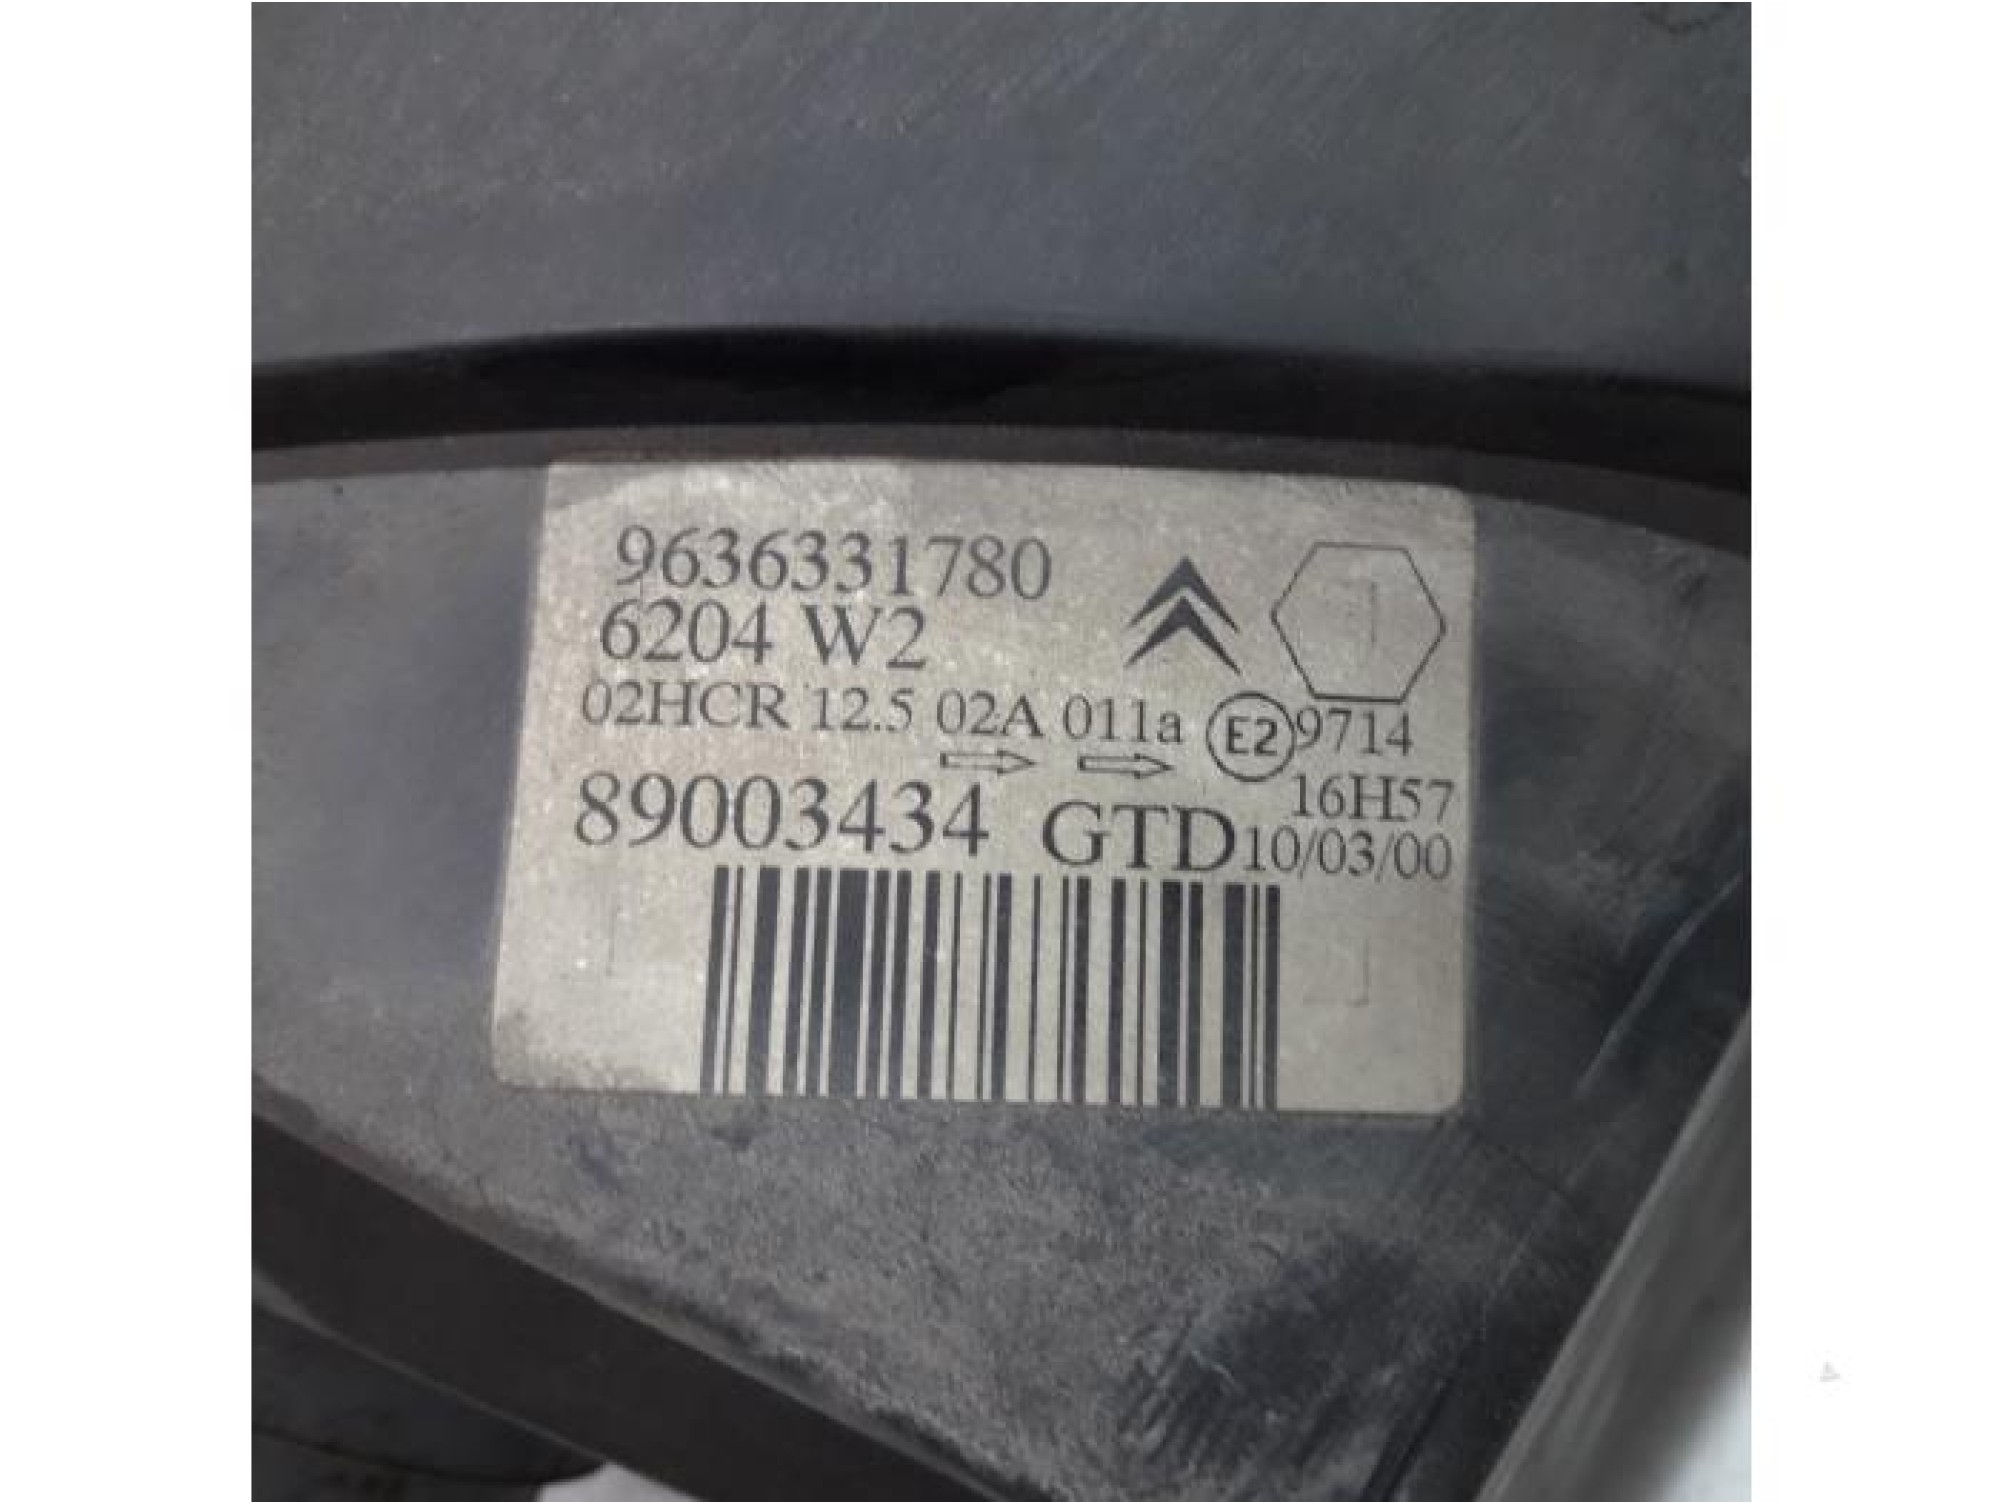 9636331780
6204 W2
02HCR 12.5 02A 011a E2 9714
16H57
89003434 GTD 10/03/00